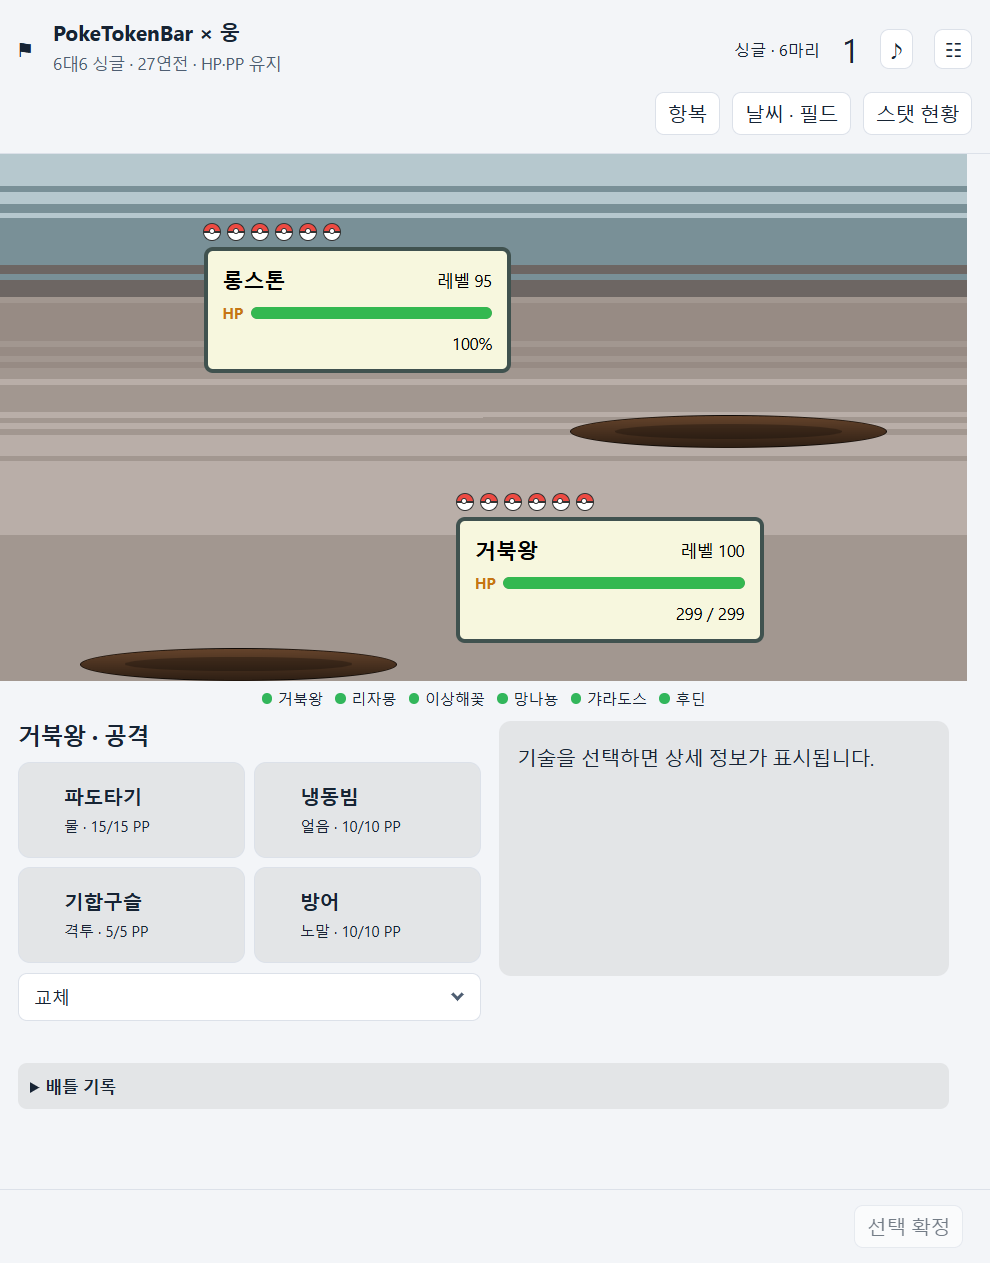 PokeTokenBar × 웅
6대6 싱글 · 27연전 · HP·PP 유지
싱글 · 6마리
1
항복
날씨 · 필드
스탯 현황
롱스톤
레벨 95
HP
100%
거북왕
레벨 100
HP
299 / 299
거북왕 리자몽 이상해꽃 망나뇽 갸라도스 후딘
거북왕 · 공격
파도타기
물 · 15/15 PP
냉동빔
얼음 · 10/10 PP
기합구슬
격투 · 5/5 PP
방어
노말 · 10/10 PP
교체
기술을 선택하면 상세 정보가 표시됩니다.
배틀 기록
선택 확정